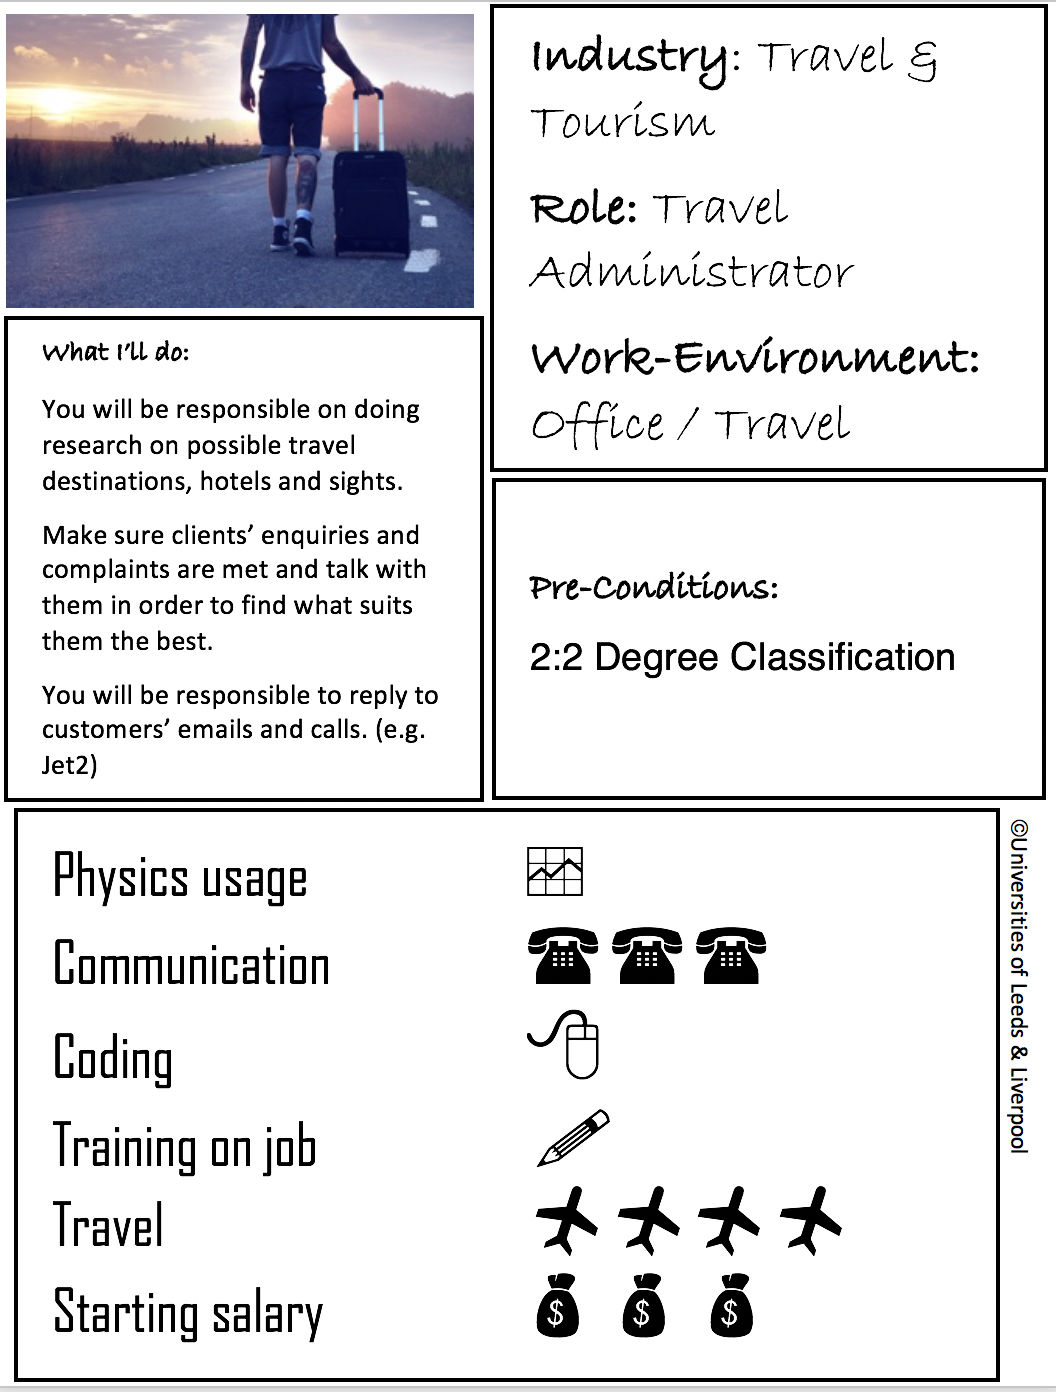 Industry: Travel &
Tourism
Role: Travel
Administrator
Work-Environment:
Office / Travel
What I'll do:
You will be responsible on doing
research on possible travel
destinations, hotels and sights.
Make sure clients' enquiries and
complaints are met and talk with
them in order to find what suits
them the best.
You will be responsible to reply to
customers' emails and calls. (e.g.
Jet2)
Pre-Conditions:
2:2 Degree Classification
Physics usage
Communication
Coding
Training on job
Travel
Starting salary
$ $ $
©Universities of Leeds & Liverpool